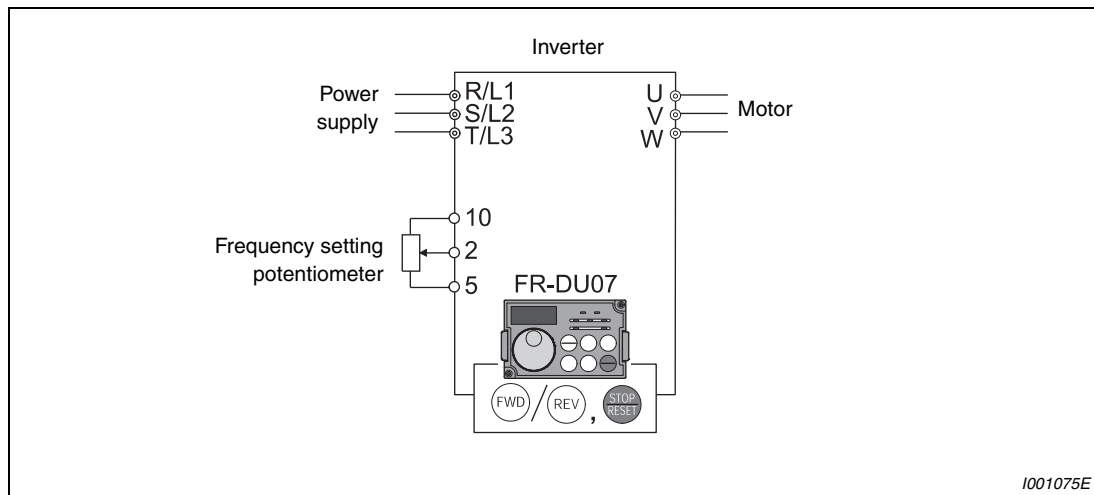 Inverter
Power
supply
R/L1
S/L2
T/L3
U
V
W
Motor
10
Frequency setting
potentiometer
2
5
FR-DU07
FWD / REV , STOP
RESET
I001075E